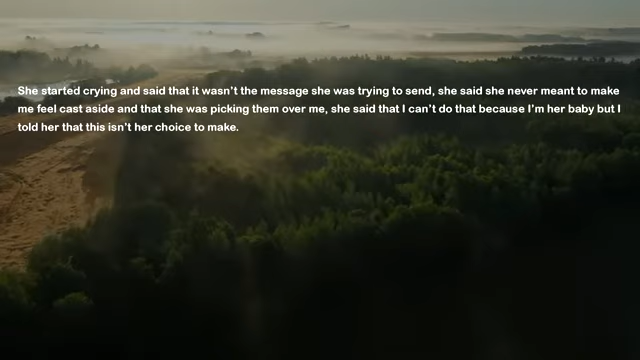 She started crying and said that it wasn't the message she was trying to send, she said she never meant to make
me feel cast aside and that she was picking them over me, she said that I can't do that because I'm her baby but I
told her that this isn't her choice to make.